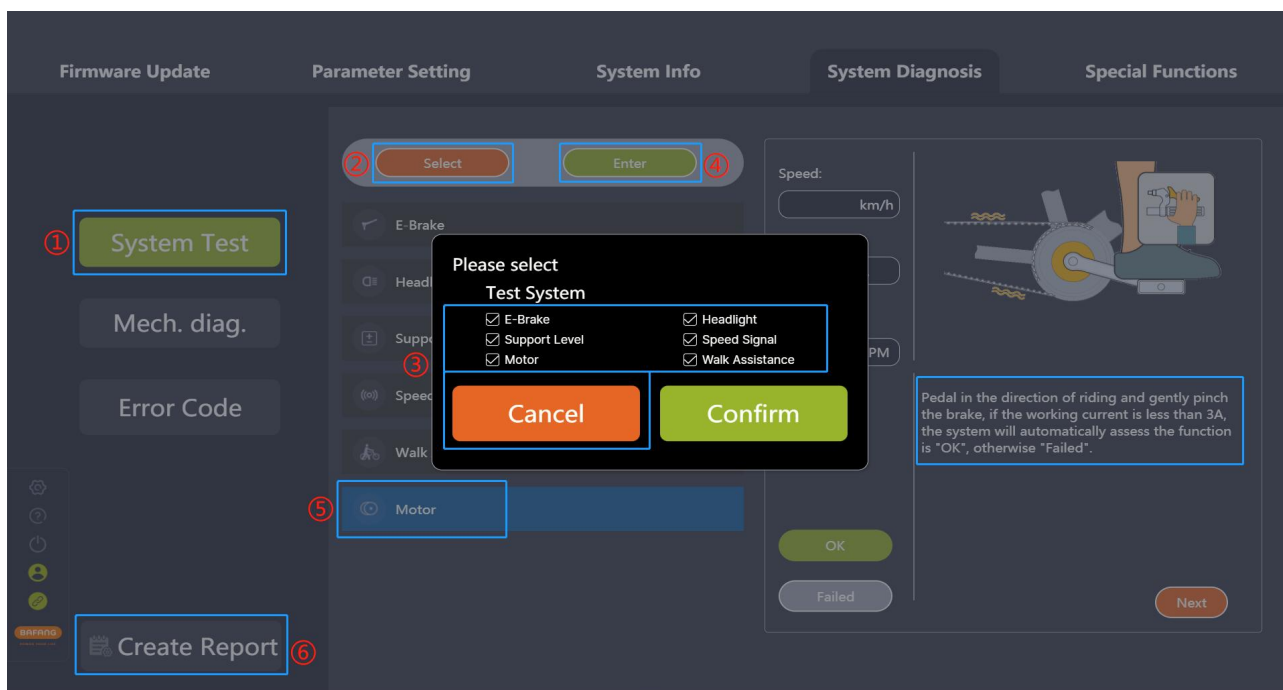 Firmware Update
Parameter Setting
System Info
System Diagnosis
Special Functions
② Select
Enter ④
① System Test
Mech. diag.
Error Code
E-Brake
Headl
Suppo
Speed
Walk
⑤ Motor
Please select
Test System
E-Brake
Headlight
Support Level
Speed Signal
Motor
Walk Assistance
③
Cancel
Confirm
Speed:
km/h
PM
Pedal in the direction of riding and gently pinch
the brake, if the working current is less than 3A,
the system will automatically assess the function
is "OK", otherwise "Failed".
OK
Failed
Next
BAFANG
Create Report ⑥